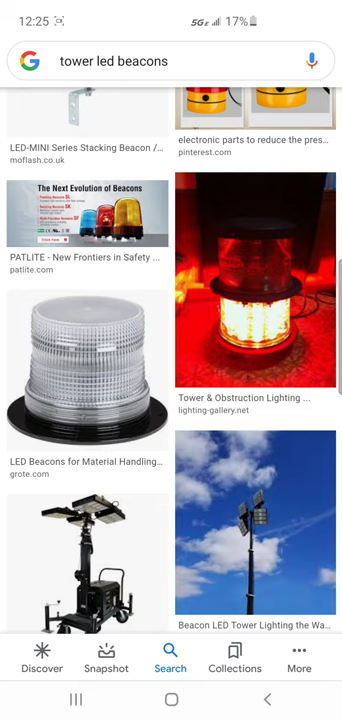 12:25
5GE 17%
tower led beacons
LED-MINI Series Stacking Beacon /...
moflash.co.uk
electronic parts to reduce the pres...
pinterest.com
The Next Evolution of Beacons
PATLITE - New Frontiers in Safety ...
patlite.com
Tower & Obstruction Lighting ...
lighting-gallery.net
LED Beacons for Material Handling...
grote.com
Beacon LED Tower Lighting the Wa...
Discover Snapshot Search Collections More